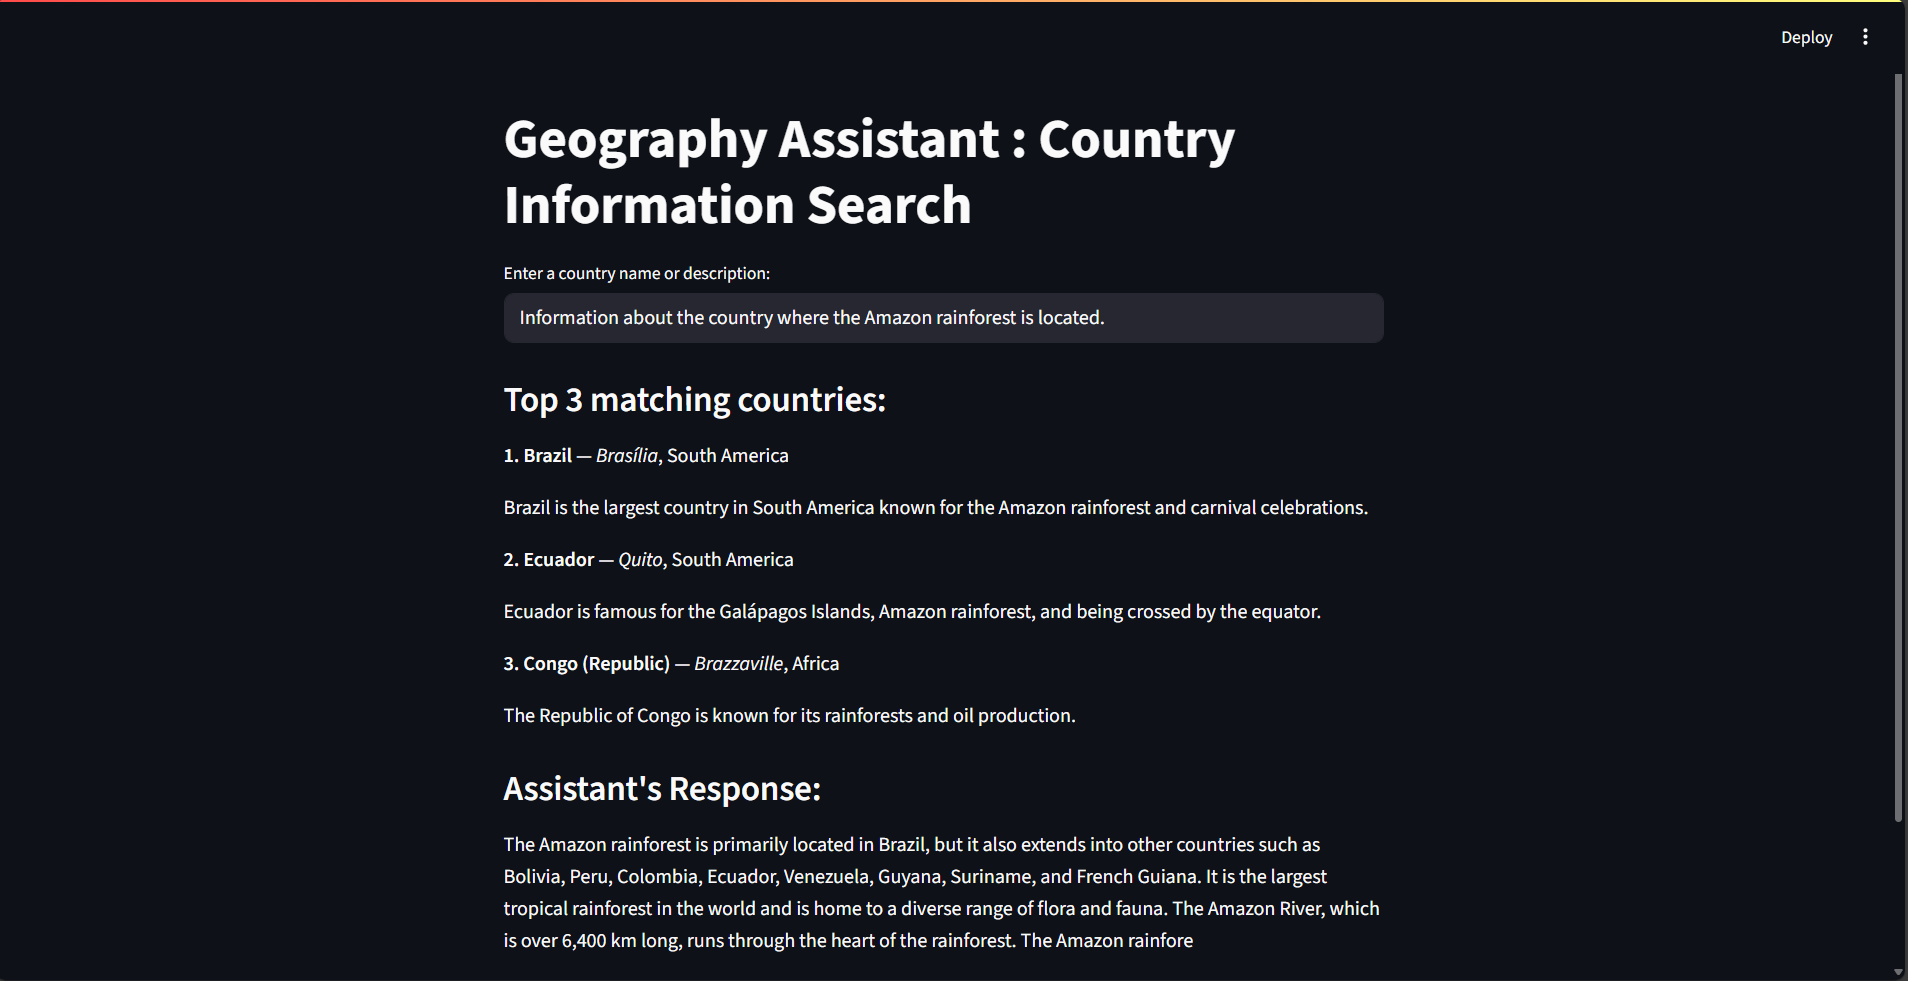 Deploy
Geography Assistant : Country
Information Search
Enter a country name or description:
Information about the country where the Amazon rainforest is located.
Top 3 matching countries:
1. Brazil — Brasília, South America
Brazil is the largest country in South America known for the Amazon rainforest and carnival celebrations.
2. Ecuador — Quito, South America
Ecuador is famous for the Galápagos Islands, Amazon rainforest, and being crossed by the equator.
3. Congo (Republic) — Brazzaville, Africa
The Republic of Congo is known for its rainforests and oil production.
Assistant's Response:
The Amazon rainforest is primarily located in Brazil, but it also extends into other countries such as
Bolivia, Peru, Colombia, Ecuador, Venezuela, Guyana, Suriname, and French Guiana. It is the largest
tropical rainforest in the world and is home to a diverse range of flora and fauna. The Amazon River, which
is over 6,400 km long, runs through the heart of the rainforest. The Amazon rainfore